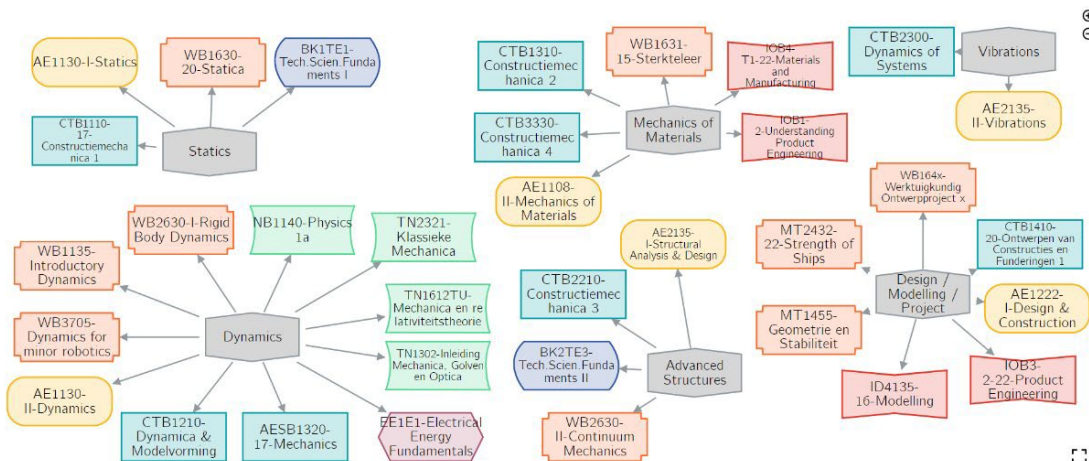 AE1130-I-Statics
WB1630-
20-Statica
BK1TE1-
Tech.Scien.Funda
ments I
CTB1110-
17-
Constructiemecha
nica 1
Statics
CTB1310-
Constructiemec
hanica 2
WB1631-
15-Sterkteleer
IOB4-
T1-22-Materials
and
Manufacturing
CTB3330-
Constructiemec
hanica 4
Mechanics of
Materials
IOB1-
2-Understanding
Product
Engineering
AE1108-
II-Mechanics of
Materials
CTB2300-
Dynamics of
Systems
Vibrations
AE2135-
II-Vibrations
WB2630-I-Rigid
Body Dynamics
NB1140-Physics
1a
TN2321-
Klassieke
Mechanica
WB1135-
Introductory
Dynamics
TN1612TU-
Mechanica en re
lativiteitstheorie
WB3705-
Dynamics for
minor robotics
Dynamics
TN1302-Inleiding
Mechanica, Golven
en Optica
AE1130-
II-Dynamics
CTB1210-
Dynamica &
Modelvorming
AESB1320-
17-Mechanics
EE1E1-Electrical
Energy
Fundamentals
AE2135-
I-Structural
Analysis & Design
CTB2210-
Constructiemec
hanica 3
BK2TE3-
Tech.Scien.Funda
ments II
Advanced
Structures
WB2630-
II-Continuum
Mechanics
WB164x-
Werktuigkundig
Ontwerpproject x
MT2432-
22-Strength of
Ships
CTB1410-
20-Ontwerpen van
Constructies en
Funderingen 1
Design /
Modelling /
Project
AE1222-
I-Design &
Construction
MT1455-
Geometrie en
Stabiliteit
ID4135-
16-Modelling
IOB3-
2-22-Product
Engineering